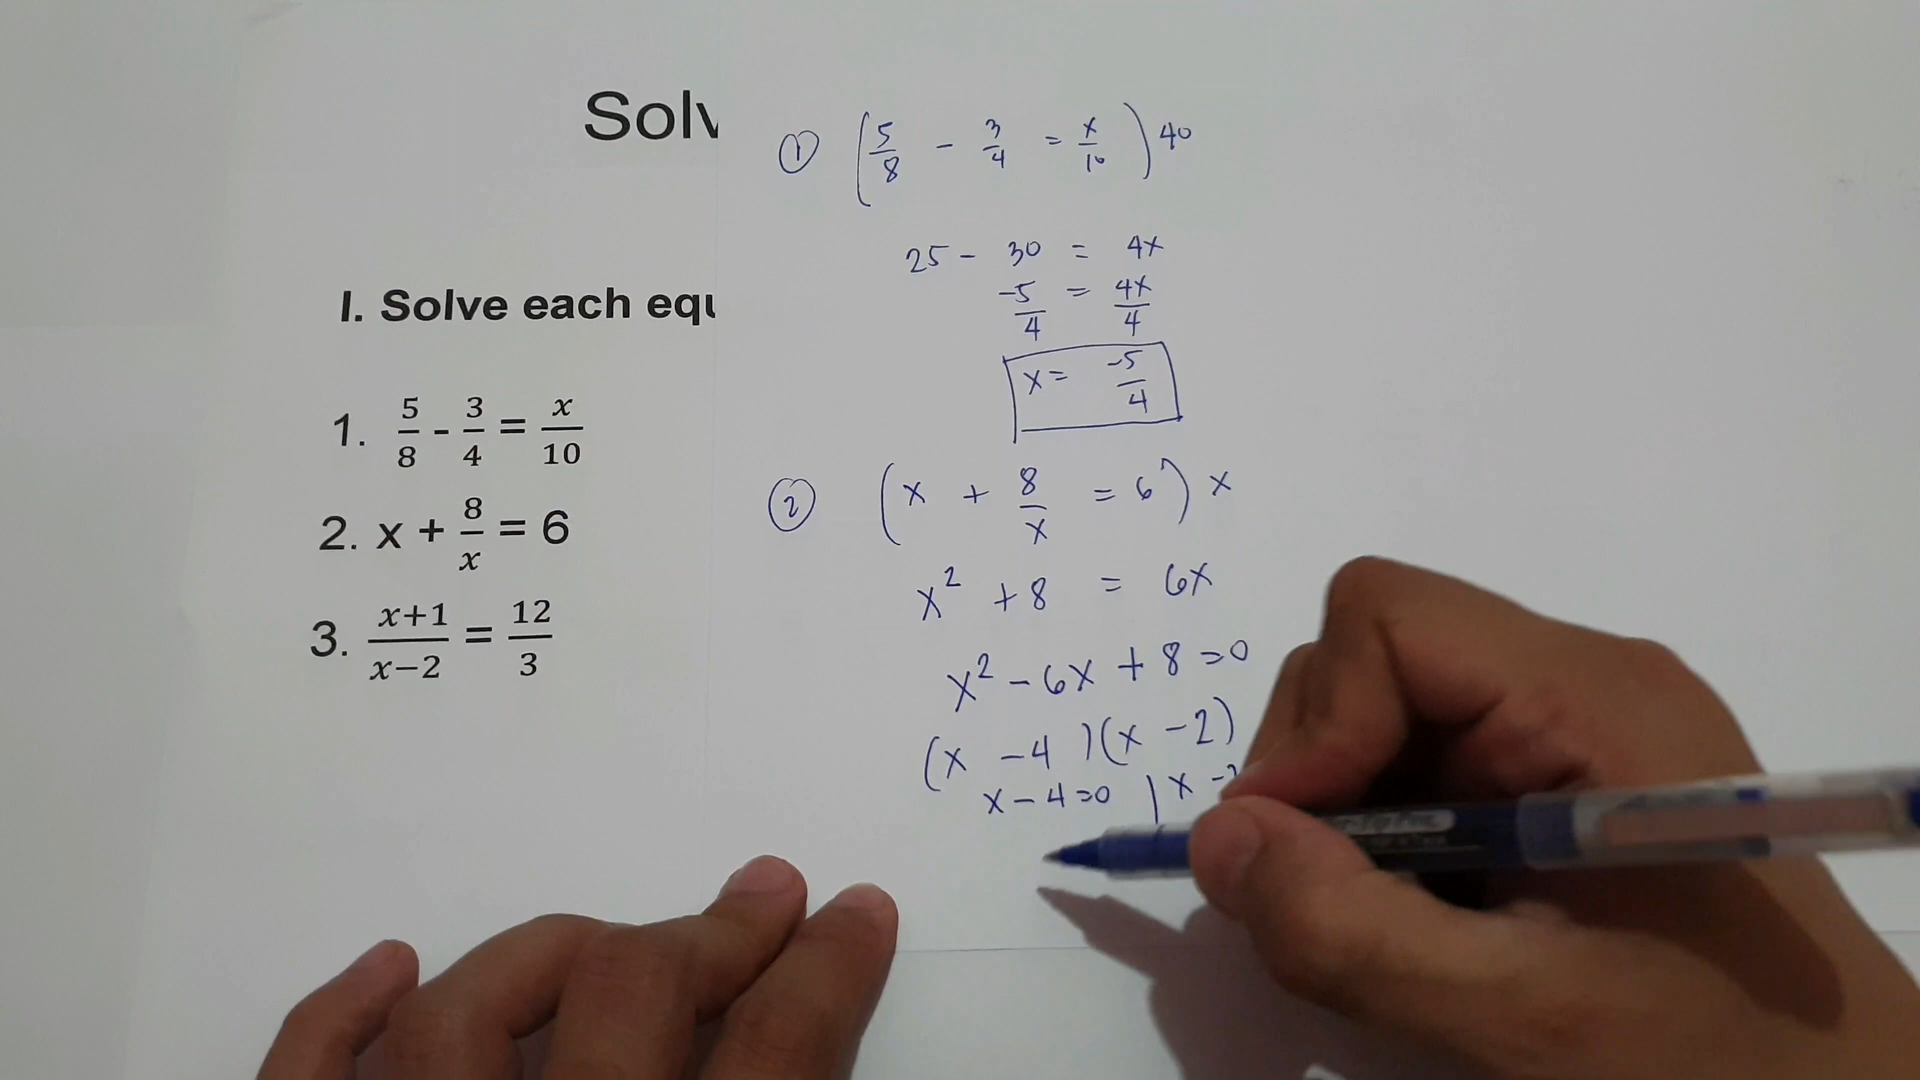 Solv
I. Solve each equ
1. 5/8 - 3/4 = x/10
2. x + 8/x = 6
3. x+1/x−2 = 12/3
① (5/8 - 3/4 = x/10) 40
25 - 30 = 4x
-5/4 = 4x/4
x = -5/4
② (x + 8/x = 6) x
x² + 8 = 6x
x² - 6x + 8 = 0
(x - 4)(x - 2)
x - 4 = 0 | x - 2